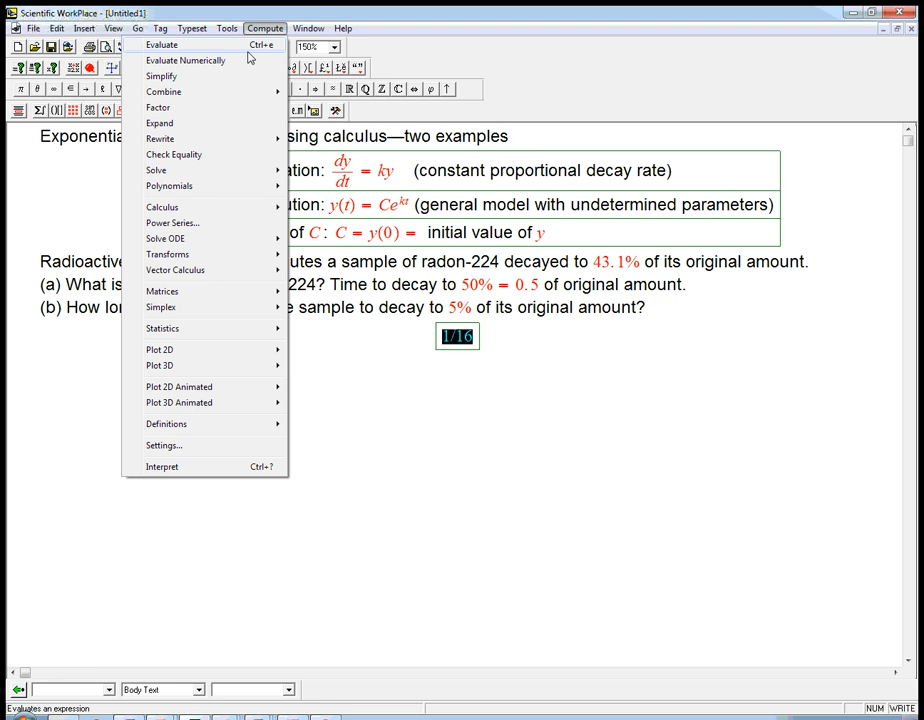 Scientific WorkPlace - [Untitled1]
File Edit Insert View Go Tag Typeset Tools Compute Window Help
150%
Evaluate Ctrl+e
Evaluate Numerically
Simplify
Combine
Factor
Expand
Rewrite
Check Equality
Solve
Polynomials
Calculus
Power Series...
Solve ODE
Transforms
Vector Calculus
Matrices
Simplex
Statistics
Plot 2D
Plot 3D
Plot 2D Animated
Plot 3D Animated
Definitions
Settings...
Interpret Ctrl+?
Exponentia sing calculus—two examples
ation: dy/dt = ky (constant proportional decay rate)
ution: y(t) = Ce^{kt} (general model with undetermined parameters)
of C : C = y(0) = initial value of y
Radioactive utes a sample of radon-224 decayed to 43.1% of its original amount.
(a) What is 224? Time to decay to 50% = 0.5 of original amount.
(b) How lon e sample to decay to 5% of its original amount?
1/16
Body Text
Evaluates an expression
NUM WRITE